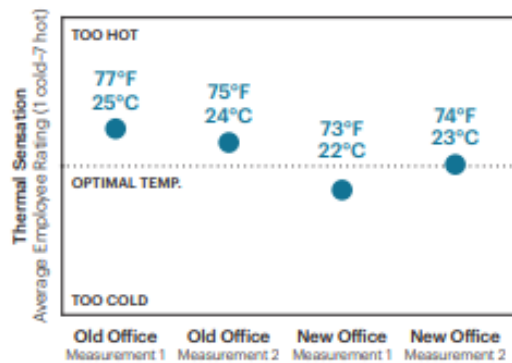 Thermal Sensation
Average Employee Rating (1 cold–7 hot)
TOO HOT
77°F
25°C
75°F
24°C
73°F
22°C
74°F
23°C
OPTIMAL TEMP.
TOO COLD
Old Office
Measurement 1
Old Office
Measurement 2
New Office
Measurement 1
New Office
Measurement 2